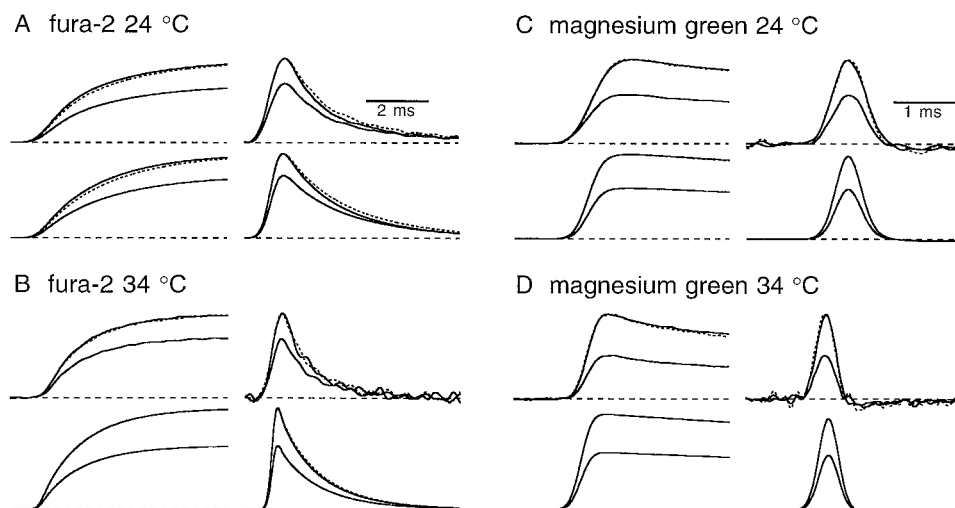 A fura-2 24 °C
2 ms
C magnesium green 24 °C
1 ms
B fura-2 34 °C
D magnesium green 34 °C